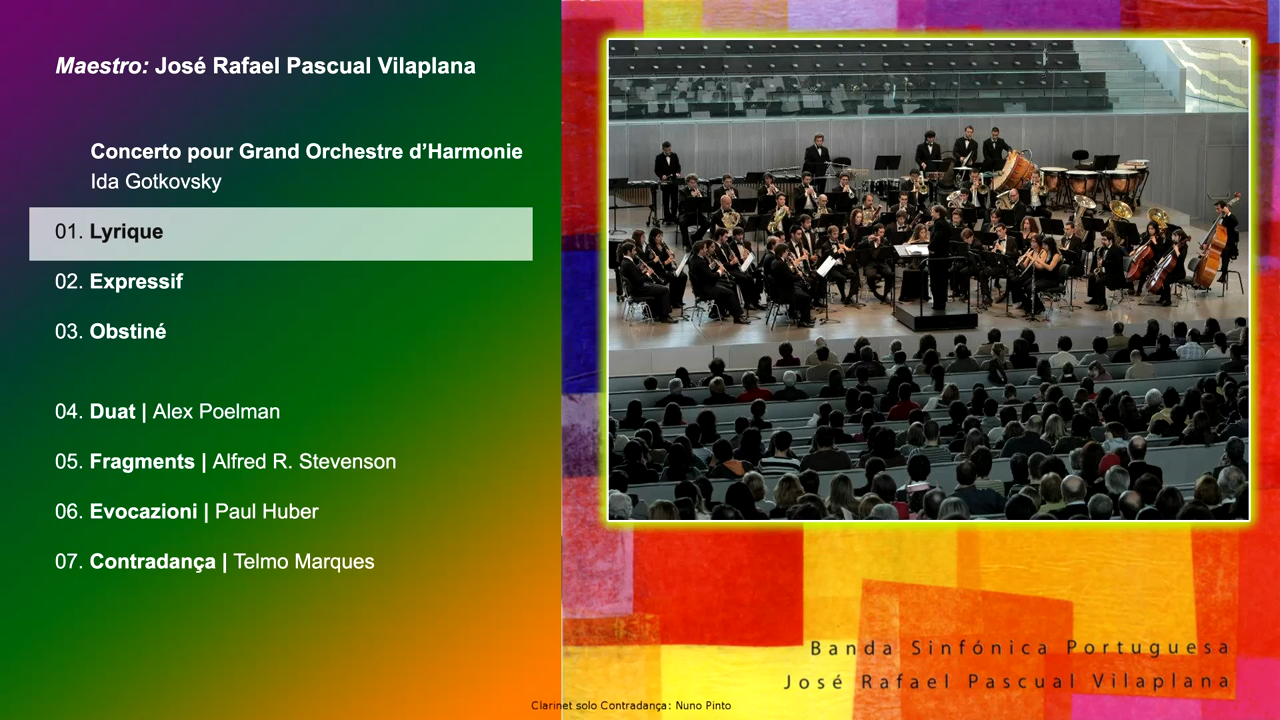 Maestro: José Rafael Pascual Vilaplana
Concerto pour Grand Orchestre d’Harmonie
Ida Gotkovsky
01. Lyrique
02. Expressif
03. Obstiné
04. Duat | Alex Poelman
05. Fragments | Alfred R. Stevenson
06. Evocazioni | Paul Huber
07. Contradança | Telmo Marques
Banda Sinfónica Portuguesa
José Rafael Pascual Vilaplana
Clarinet solo Contradança: Nuno Pinto